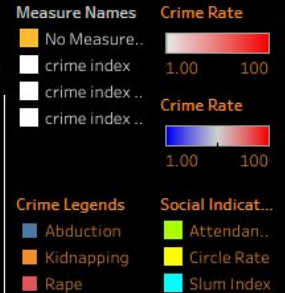 Measure Names
No Measure..
crime index
crime index ..
crime index ..
Crime Rate
1.00 100
Crime Rate
1.00 100
Crime Legends
Abduction
Kidnapping
Rape
Social Indicat...
Attendan..
Circle Rate
Slum Index